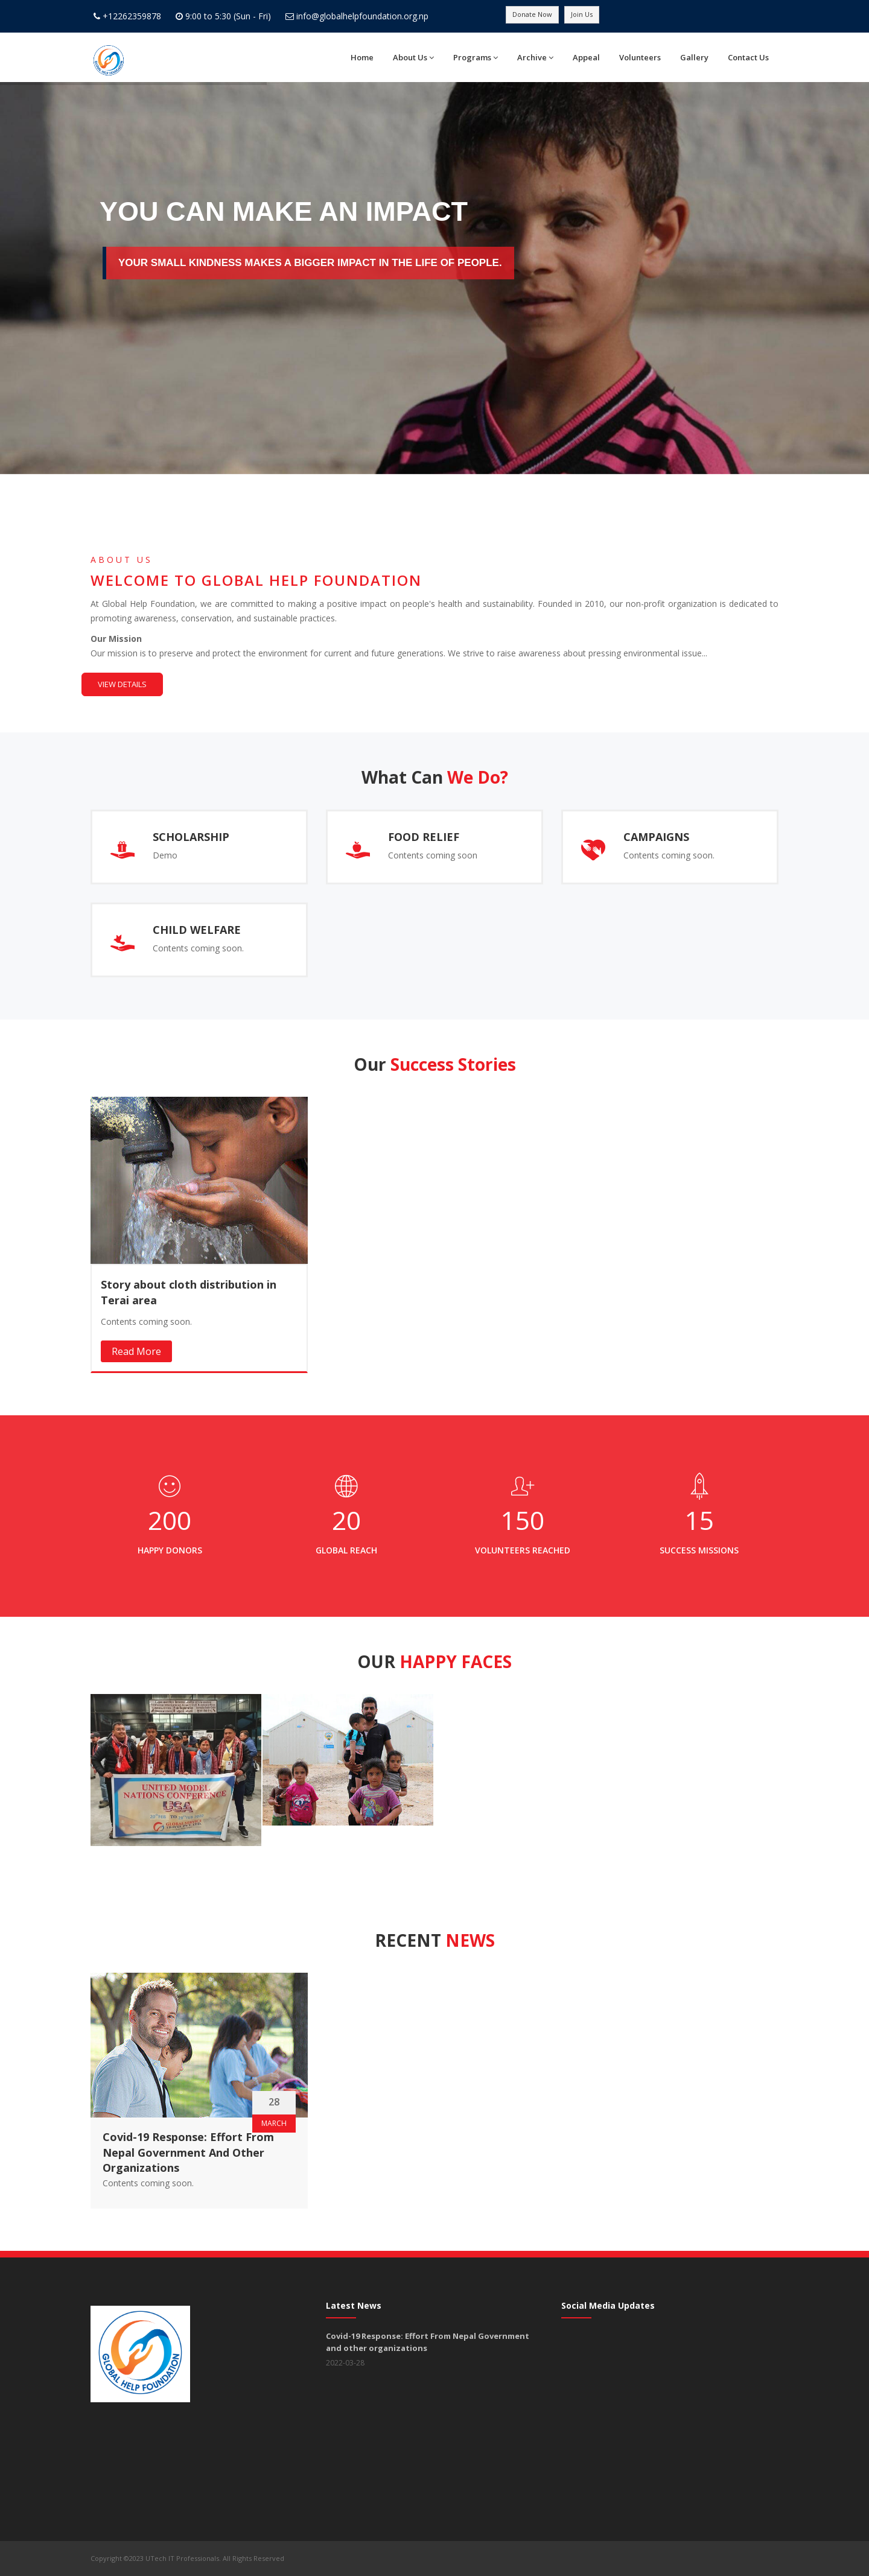 +12262359878 9:00 to 5:30 (Sun - Fri) info@globalhelpfoundation.org.np Donate Now Join Us
Home About Us Programs Archive Appeal Volunteers Gallery Contact Us
YOU CAN MAKE AN IMPACT
YOUR SMALL KINDNESS MAKES A BIGGER IMPACT IN THE LIFE OF PEOPLE.
ABOUT US
WELCOME TO GLOBAL HELP FOUNDATION
At Global Help Foundation, we are committed to making a positive impact on people's health and sustainability. Founded in 2010, our non-profit organization is dedicated to
promoting awareness, conservation, and sustainable practices.
Our Mission
Our mission is to preserve and protect the environment for current and future generations. We strive to raise awareness about pressing environmental issue...
VIEW DETAILS
What Can We Do?
SCHOLARSHIP
Demo
FOOD RELIEF
Contents coming soon
CAMPAIGNS
Contents coming soon.
CHILD WELFARE
Contents coming soon.
Our Success Stories
Story about cloth distribution in
Terai area
Contents coming soon.
Read More
200
HAPPY DONORS
20
GLOBAL REACH
150
VOLUNTEERS REACHED
15
SUCCESS MISSIONS
OUR HAPPY FACES
UNITED MODEL
NATIONS CONFERENCE
USA
RECENT NEWS
28
MARCH
Covid-19 Response: Effort From
Nepal Government And Other
Organizations
Contents coming soon.
GLOBAL HELP FOUNDATION
Latest News
Covid-19 Response: Effort From Nepal Government
and other organizations
2022-03-28
Social Media Updates
Copyright ©2023 UTech IT Professionals. All Rights Reserved